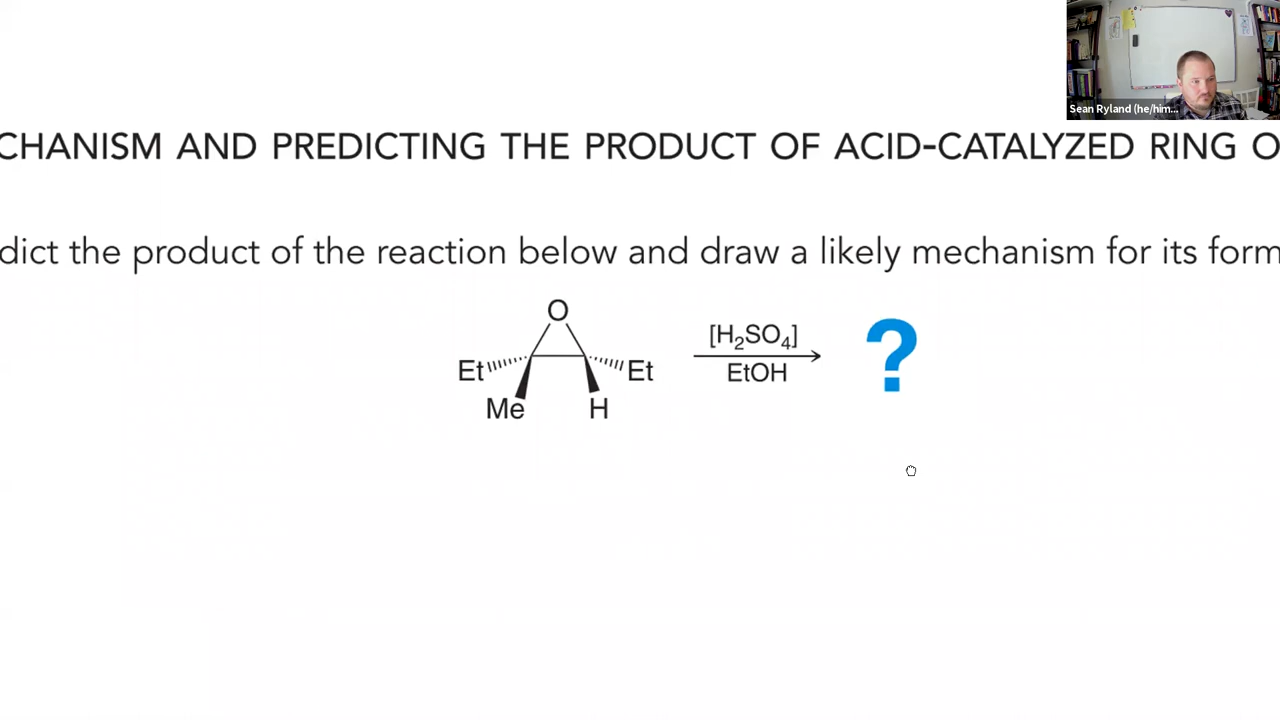 Sean Ryland (he/him...
CHANISM AND PREDICTING THE PRODUCT OF ACID-CATALYZED RING O
dict the product of the reaction below and draw a likely mechanism for its form
O
[H₂SO₄]
Et Et
EtOH
?
Me H